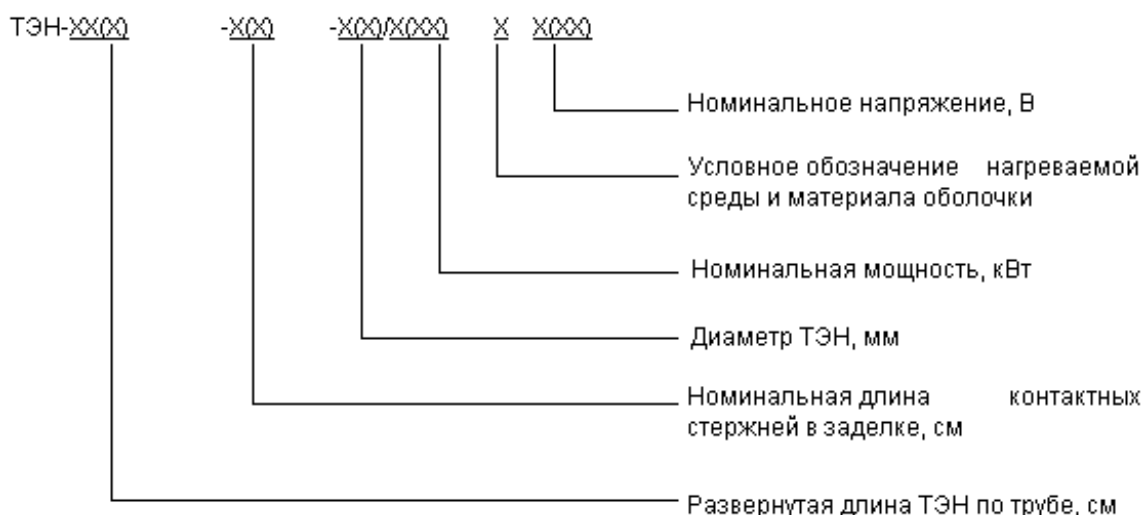 ТЭН-XX(X) -X(X) -X(X)/X(XX) X X(XX)
Номинальное напряжение, В
Условное обозначение нагреваемой
среды и материала оболочки
Номинальная мощность, кВт
Диаметр ТЭН, мм
Номинальная длина контактных
стержней в заделке, см
Развернутая длина ТЭН по трубе, см